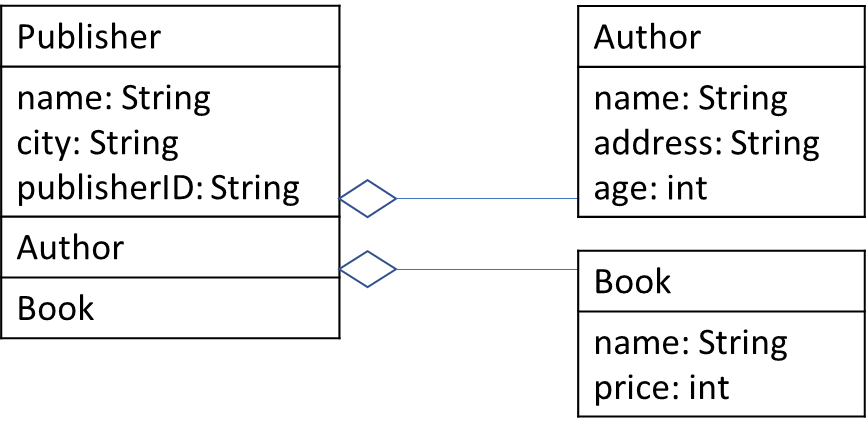 Publisher
name: String
city: String
publisherID: String
Author
Book
Author
name: String
address: String
age: int
Book
name: String
price: int